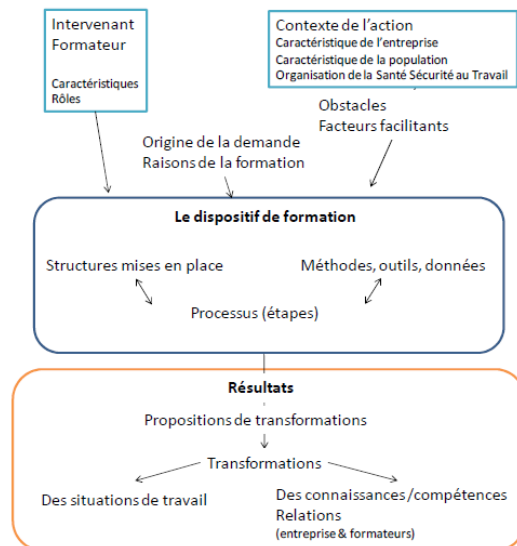 Intervenant
Formateur
Caractéristiques
Rôles
Contexte de l'action
Caractéristique de l'entreprise
Caractéristique de la population
Organisation de la Santé Sécurité au Travail
Obstacles
Facteurs facilitants
Origine de la demande
Raisons de la formation
Le dispositif de formation
Structures mises en place
Méthodes, outils, données
Processus (étapes)
Résultats
Propositions de transformations
Transformations
Des situations de travail
Des connaissances/compétences
Relations
(entreprise & formateurs)